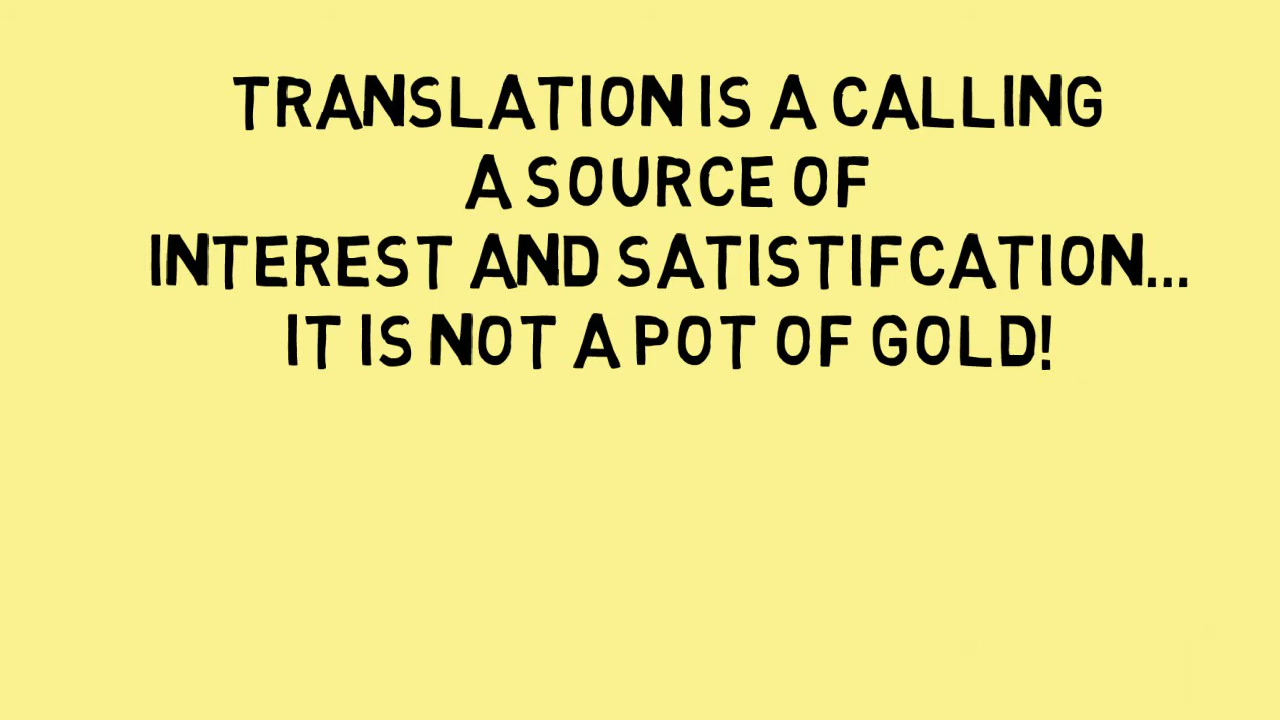 TRANSLATION IS A CALLING
A SOURCE OF
INTEREST AND SATISTIFCATION...
IT IS NOT A POT OF GOLD!